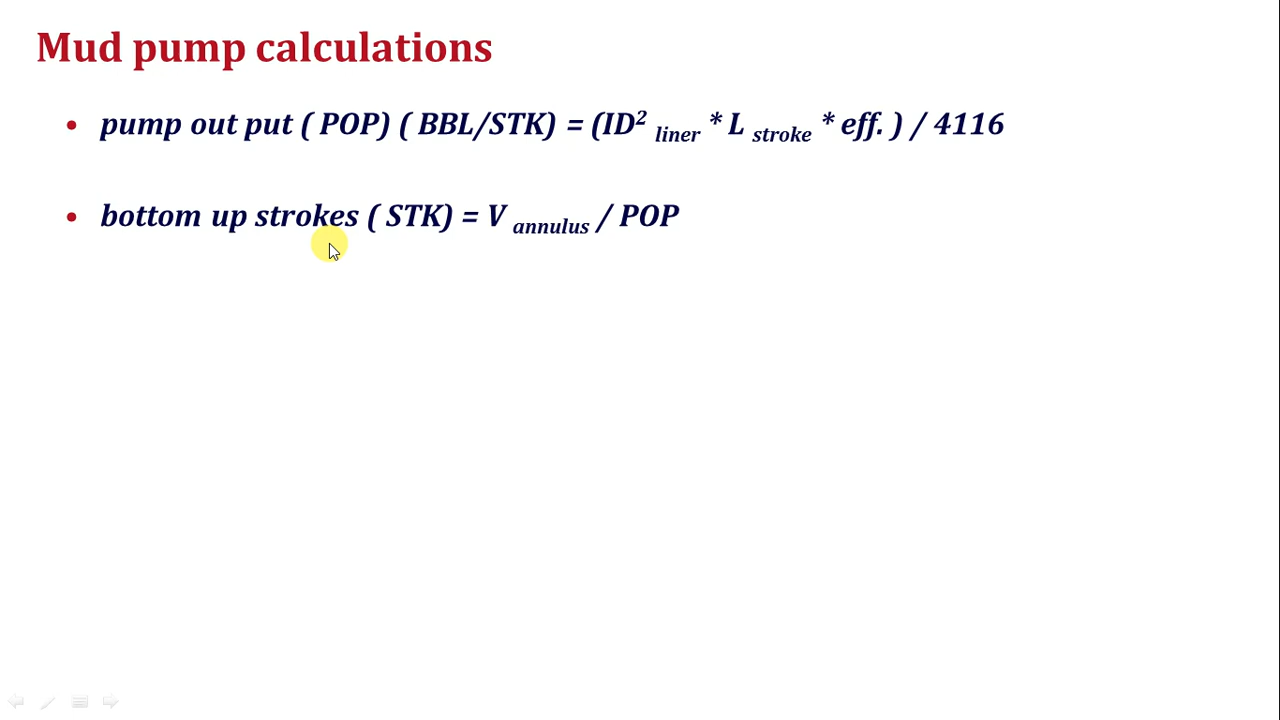 Mud pump calculations
• pump out put ( POP) ( BBL/STK) = (ID² liner * L stroke * eff. ) / 4116
• bottom up strokes ( STK) = V annulus / POP